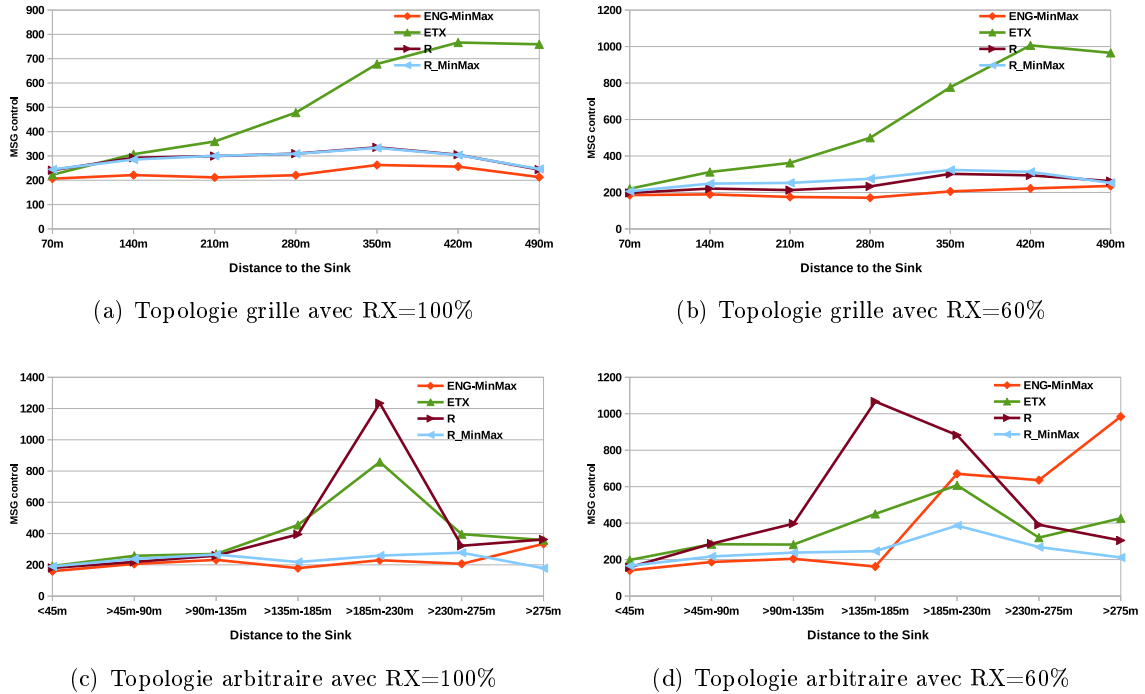 900
800
700
600
500
400
300
200
100
0
MSG control
ENG-MinMax
ETX
R
R_MinMax
70m 140m 210m 280m 350m 420m 490m
Distance to the Sink
(a) Topologie grille avec RX=100%
1200
1000
800
600
400
200
0
MSG control
ENG-MinMax
ETX
R
R_MinMax
70m 140m 210m 280m 350m 420m 490m
Distance to the Sink
(b) Topologie grille avec RX=60%
1400
1200
1000
800
600
400
200
0
MSG control
ENG-MinMax
ETX
R
R_MinMax
<45m >45m-90m >90m-135m >135m-185m >185m-230m >230m-275m >275m
Distance to the Sink
(c) Topologie arbitraire avec RX=100%
1200
1000
800
600
400
200
0
MSG control
ENG-MinMax
ETX
R
R_MinMax
<45m >45m-90m >90m-135m >135m-185m >185m-230m >230m-275m >275m
Distance to the Sink
(d) Topologie arbitraire avec RX=60%